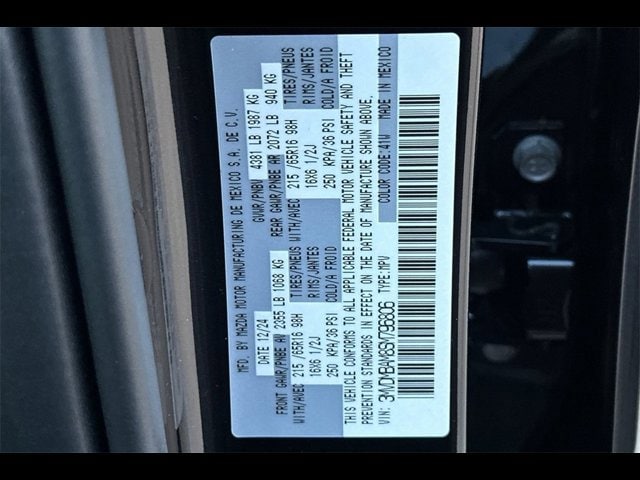 MFD. BY MAZDA MOTOR MANUFACTURING DE MEXICO S.A. DE C.V.
DATE 12/24 GVWR/PNBV 4381 LB 1987 KG
FRONT GAWR/PNBE AV 2355 LB 1068 KG REAR GAWR/PNBE AR 2072 LB 940 KG
WITH/AVEC 215 /65R16 98H TIRES/PNEUS WITH/AVEC 215 /65R16 98H TIRES/PNEUS
16X6 1/2J RIMS/JANTES 16X6 1/2J RIMS/JANTES
250 KPA/36 PSI COLD/A FROID 250 KPA/36 PSI COLD/A FROID
THIS VEHICLE CONFORMS TO ALL APPLICABLE FEDERAL MOTOR VEHICLE SAFETY AND THEFT
PREVENTION STANDARDS IN EFFECT ON THE DATE OF MANUFACTURE SHOWN ABOVE.
VIN: 3MVDMBAM8SM796806 TYPE:MPV COLOR CODE:41W MADE IN MEXICO